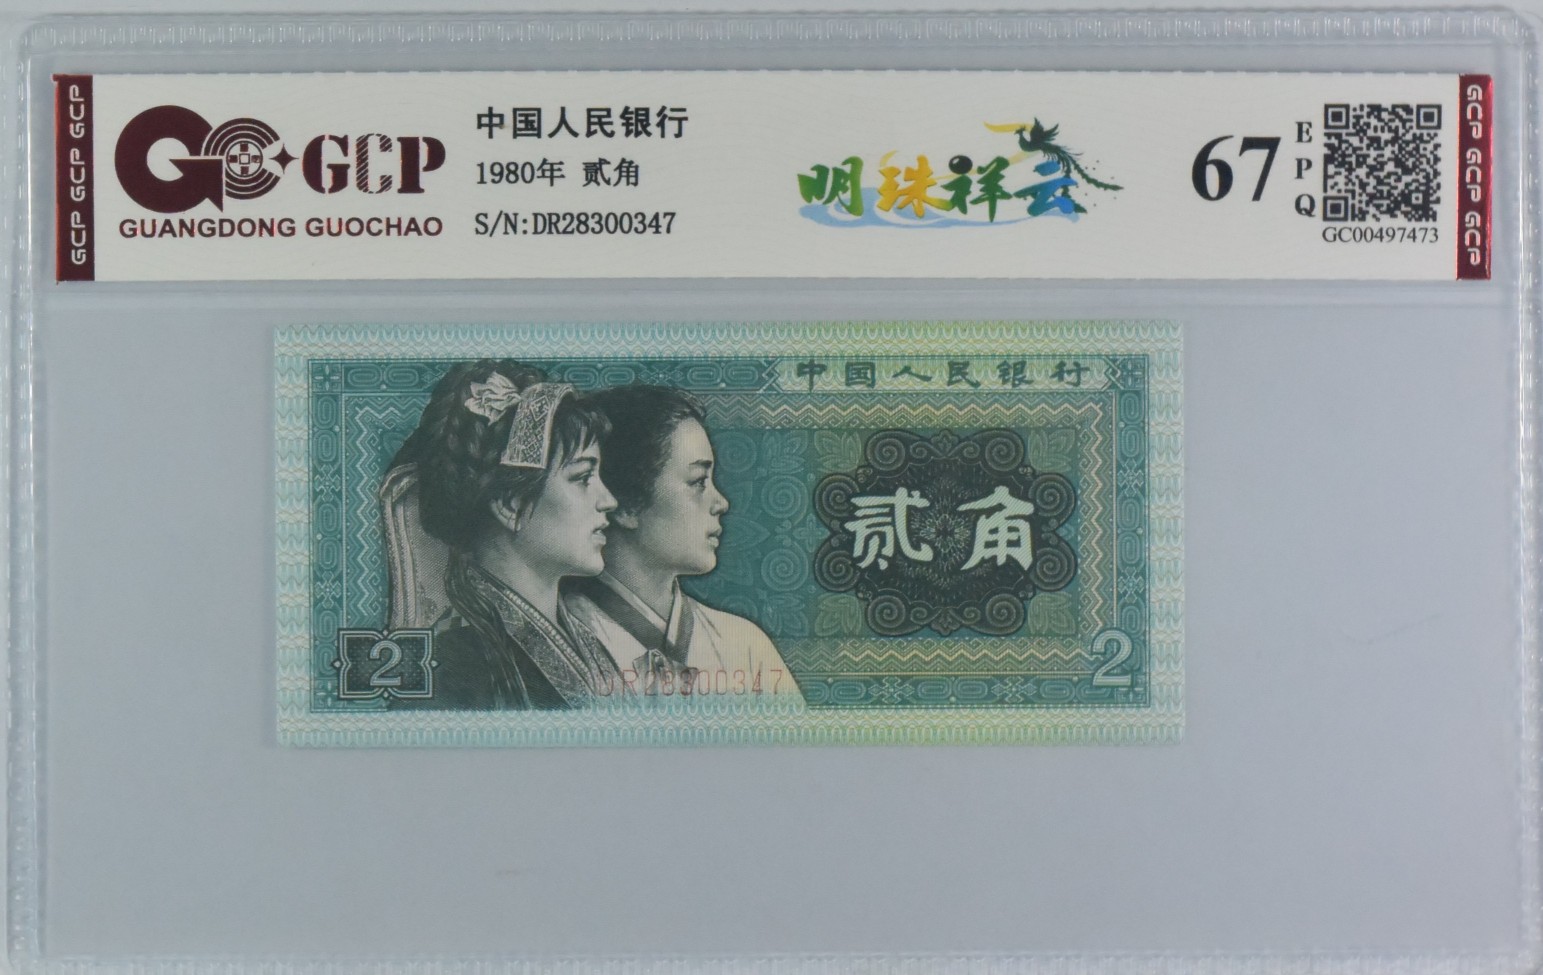 GCP GCP GCP
GCP
GUANGDONG GUOCHAO
中国人民银行
1980年 贰角
S/N:DR28300347
明珠祥云
67
EPQ
GC00497473
GCP GCP GCP
中国人民银行
贰角
2
2
DR28300347